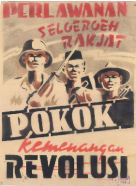 PERLAWANAN
SELOEROEH
RAKJAT
POKOK
kemenangan
REVOLUSI